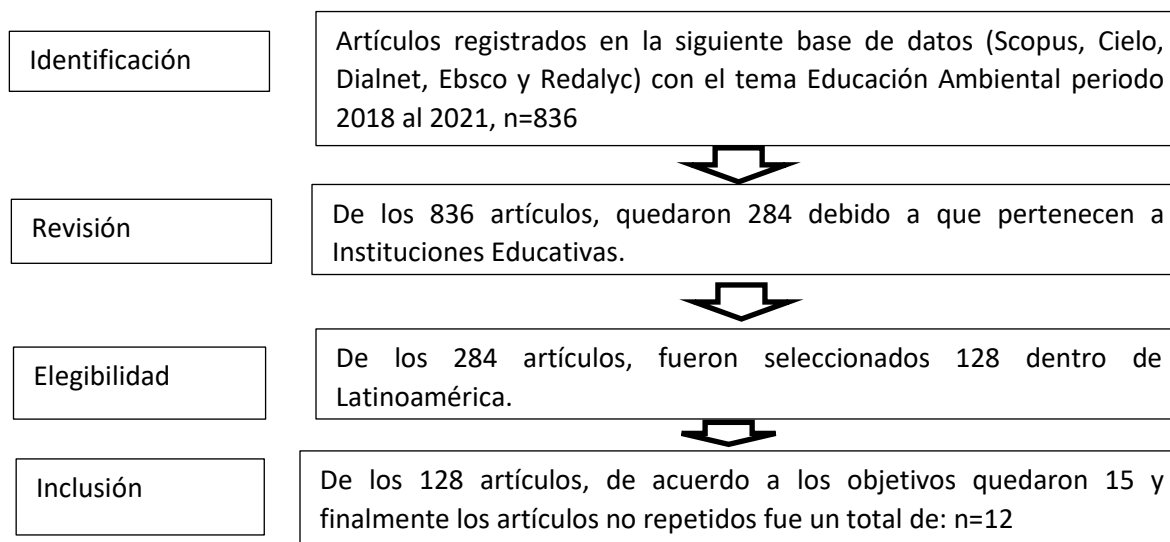 Identificación
Artículos registrados en la siguiente base de datos (Scopus, Cielo,
Dialnet, Ebsco y Redalyc) con el tema Educación Ambiental periodo
2018 al 2021, n=836
Revisión
De los 836 artículos, quedaron 284 debido a que pertenecen a
Instituciones Educativas.
Elegibilidad
De los 284 artículos, fueron seleccionados 128 dentro de
Latinoamérica.
Inclusión
De los 128 artículos, de acuerdo a los objetivos quedaron 15 y
finalmente los artículos no repetidos fue un total de: n=12